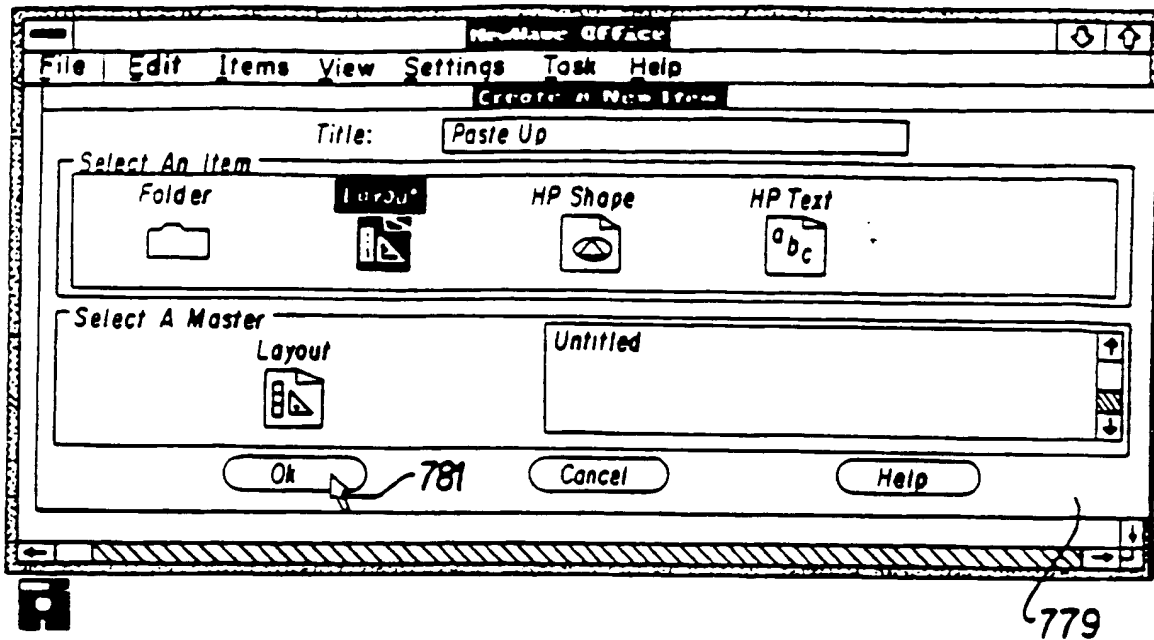 NewWave Office
File Edit Items View Settings Task Help
Create A New Item
Title: Paste Up
Select An Item
Folder Layout HP Shape HP Text
abc
Select A Master
Layout Untitled
Ok 781 Cancel Help
779